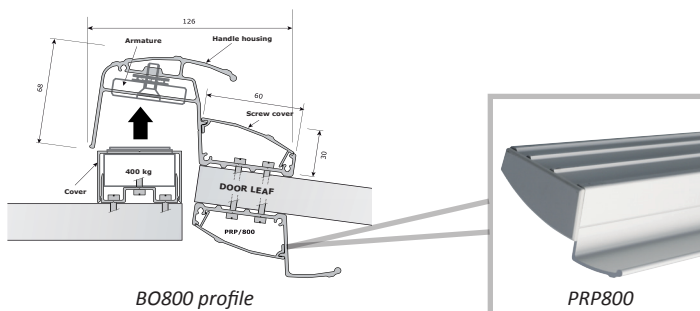 126
Armature
Handle housing
68
60
Screw cover
30
Cover
400 kg
DOOR LEAF
PRP/800
BO800 profile
PRP800